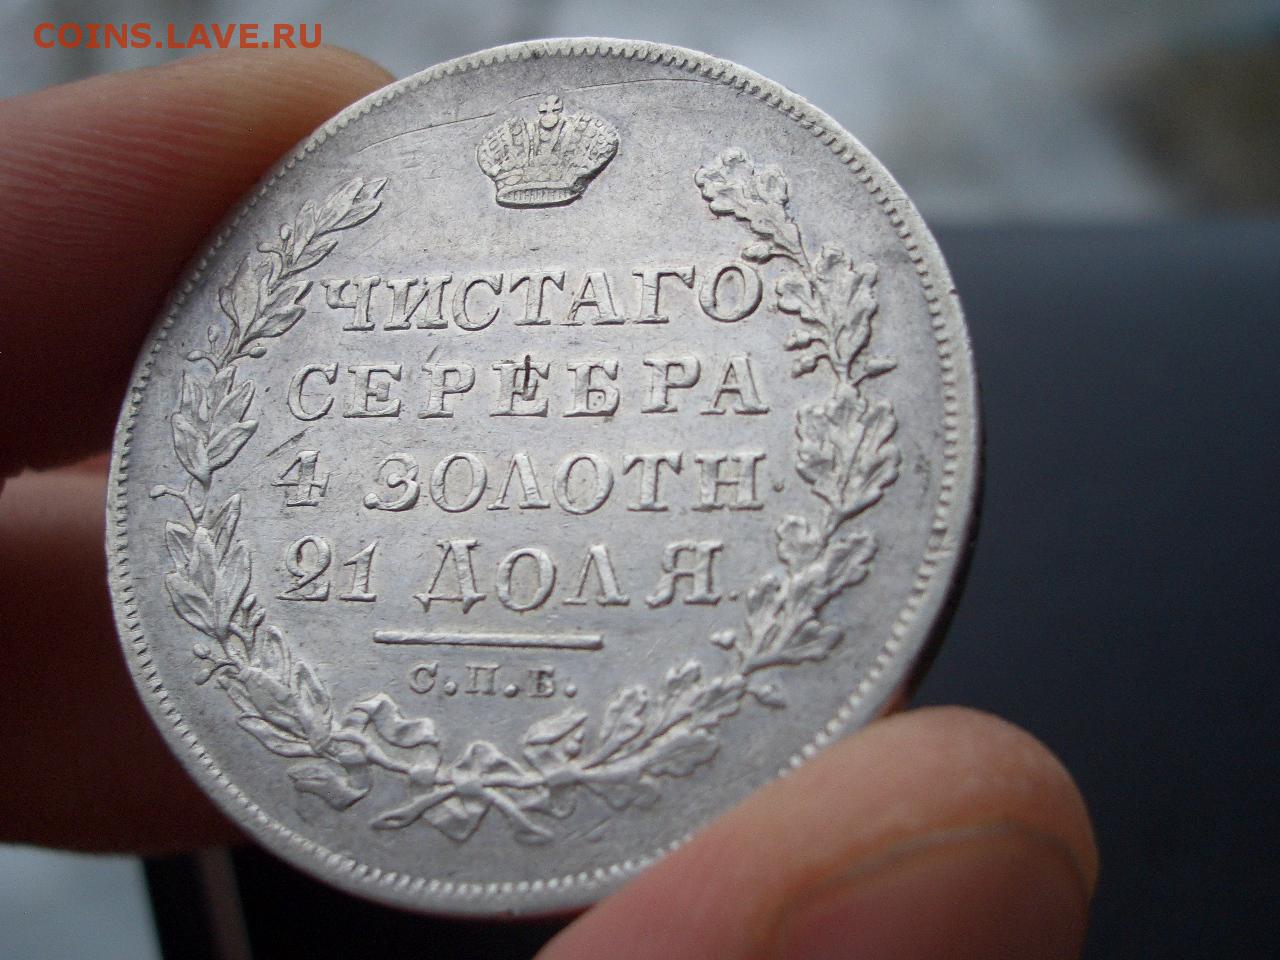 COINS.LAVE.RU
ЧИСТАГО
СЕРЕБРА
4 ЗОЛОТН.
21 ДОЛЯ.
С.П.Б.